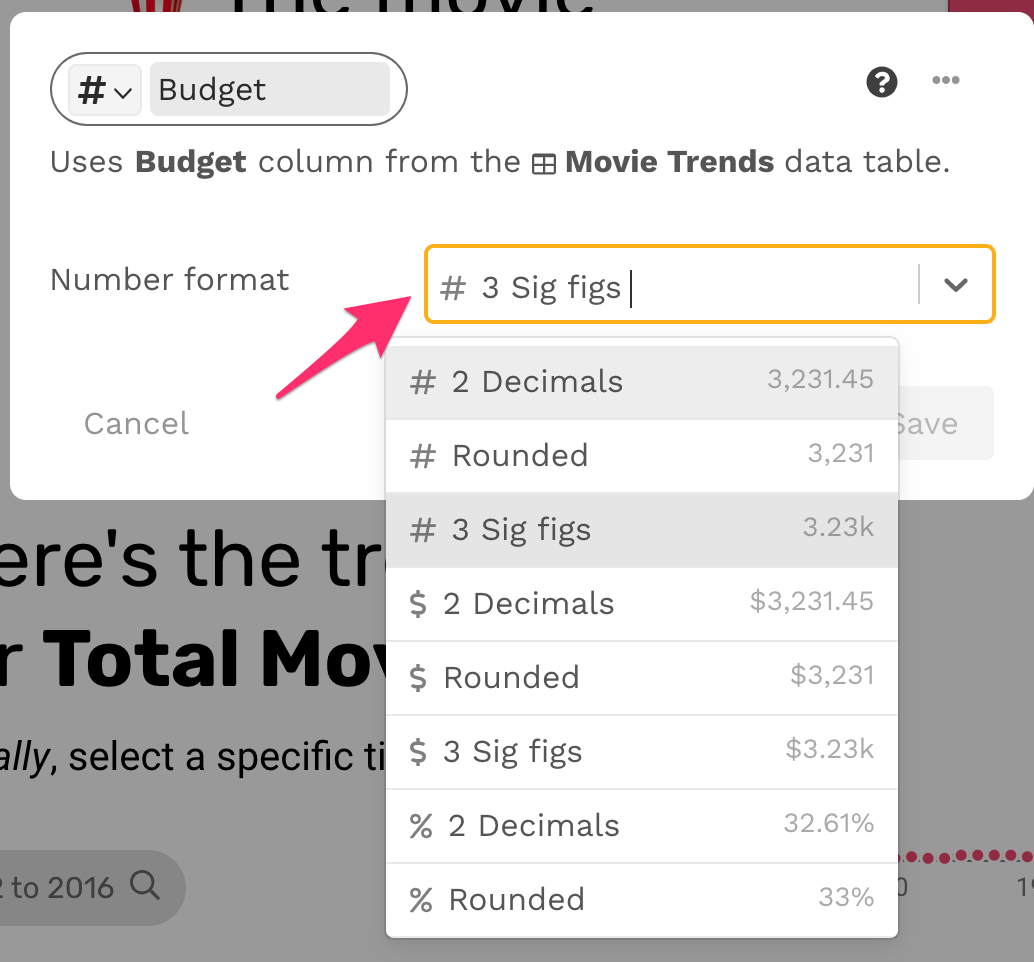 The Movie
# Budget
Uses Budget column from the Movie Trends data table.
Number format
# 3 Sig figs
# 2 Decimals 3,231.45
Cancel
Save
# Rounded 3,231
# 3 Sig figs 3.23k
ere's the tr
$ 2 Decimals $3,231.45
r Total Mov
$ Rounded $3,231
ally, select a specific ti
$ 3 Sig figs $3.23k
% 2 Decimals 32.61%
2 to 2016
% Rounded 33%
0
19